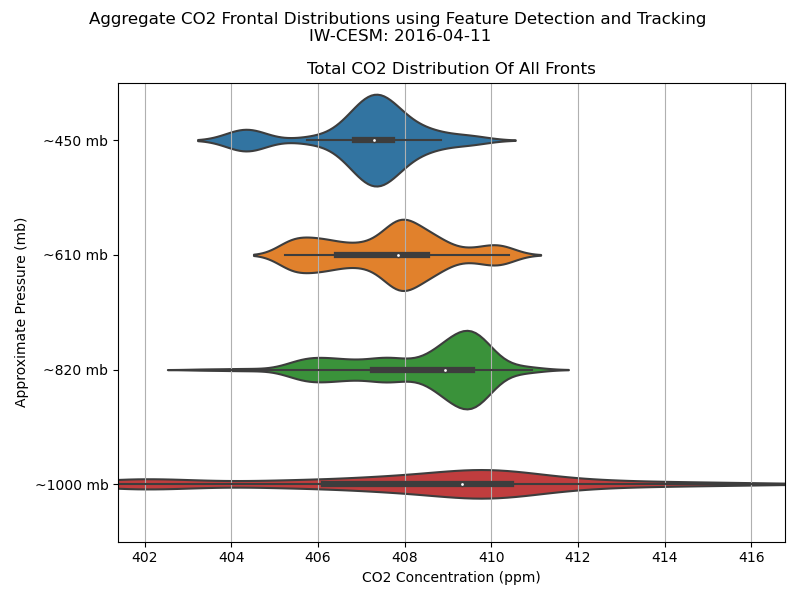 Aggregate CO2 Frontal Distributions using Feature Detection and Tracking
IW-CESM: 2016-04-11
Total CO2 Distribution Of All Fronts
Approximate Pressure (mb)
~450 mb
~610 mb
~820 mb
~1000 mb
402 404 406 408 410 412 414 416
CO2 Concentration (ppm)